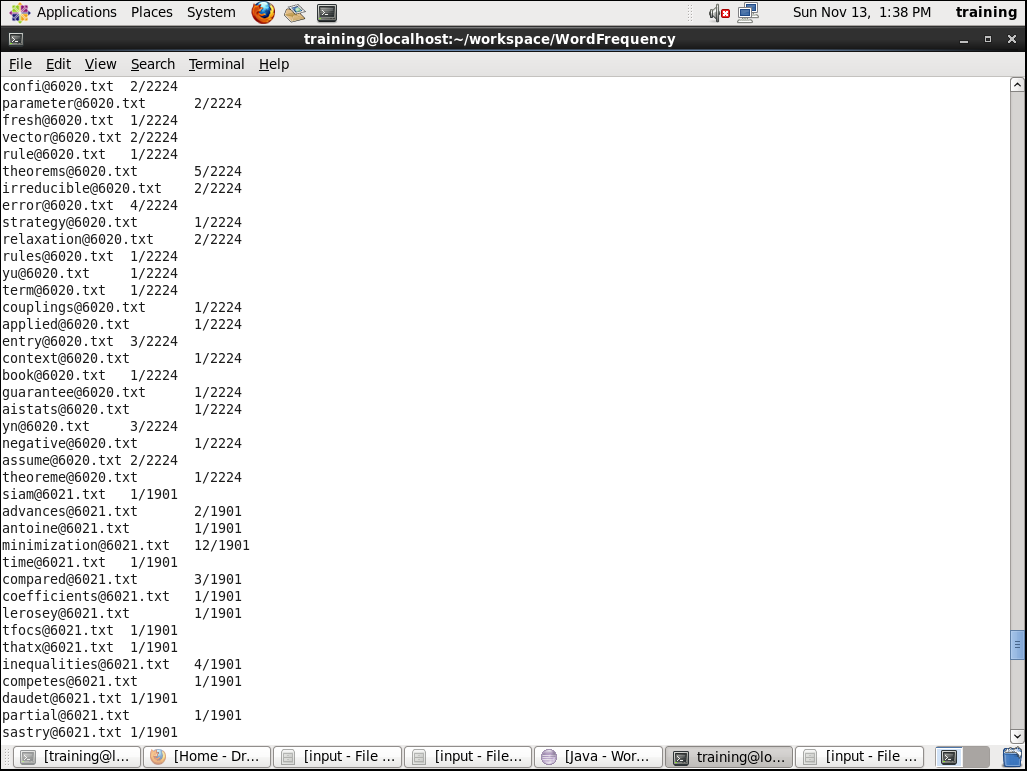 Applications Places System Sun Nov 13, 1:38 PM training
training@localhost:~/workspace/WordFrequency
File Edit View Search Terminal Help
confi@6020.txt 2/2224
parameter@6020.txt 2/2224
fresh@6020.txt 1/2224
vector@6020.txt 2/2224
rule@6020.txt 1/2224
theorems@6020.txt 5/2224
irreducible@6020.txt 2/2224
error@6020.txt 4/2224
strategy@6020.txt 1/2224
relaxation@6020.txt 2/2224
rules@6020.txt 1/2224
yu@6020.txt 1/2224
term@6020.txt 1/2224
couplings@6020.txt 1/2224
applied@6020.txt 1/2224
entry@6020.txt 3/2224
context@6020.txt 1/2224
book@6020.txt 1/2224
guarantee@6020.txt 1/2224
aistats@6020.txt 1/2224
yn@6020.txt 3/2224
negative@6020.txt 1/2224
assume@6020.txt 2/2224
theoreme@6020.txt 1/2224
siam@6021.txt 1/1901
advances@6021.txt 2/1901
antoine@6021.txt 1/1901
minimization@6021.txt 12/1901
time@6021.txt 1/1901
compared@6021.txt 3/1901
coefficients@6021.txt 1/1901
lerosey@6021.txt 1/1901
tfocs@6021.txt 1/1901
thatx@6021.txt 1/1901
inequalities@6021.txt 4/1901
competes@6021.txt 1/1901
daudet@6021.txt 1/1901
partial@6021.txt 1/1901
sastry@6021.txt 1/1901
[training@l... [Home - Dr... [input - File ... [input - File... [Java - Wor... training@lo... [input - File ...